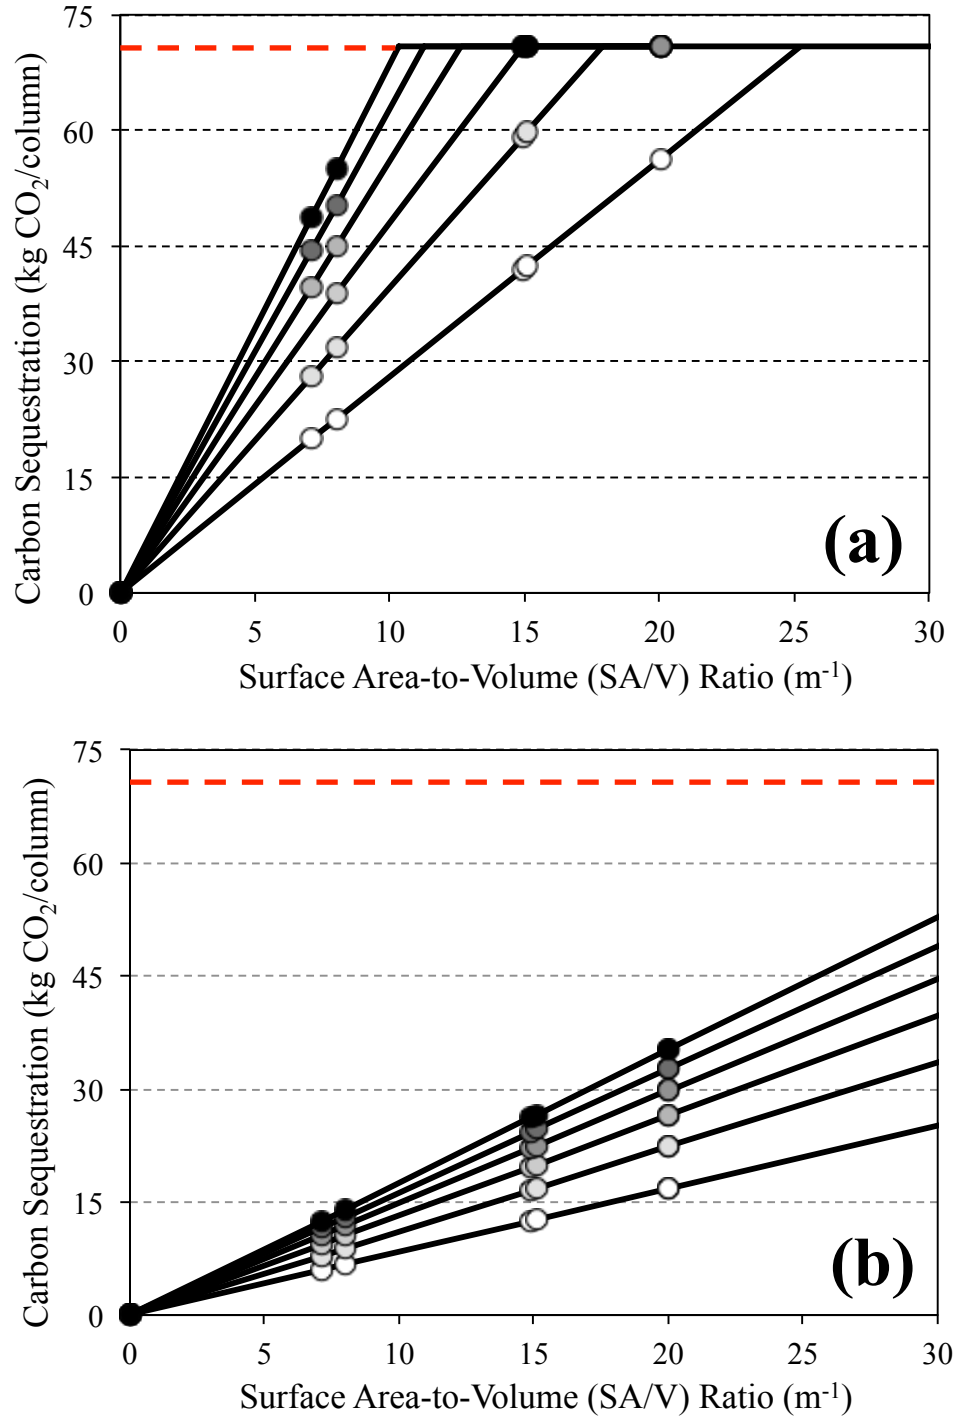 75
60
45
30
15
0
Carbon Sequestration (kg CO₂/column)
(a)
0 5 10 15 20 25 30
Surface Area-to-Volume (SA/V) Ratio (m⁻¹)
75
60
45
30
15
0
Carbon Sequestration (kg CO₂/column)
(b)
0 5 10 15 20 25 30
Surface Area-to-Volume (SA/V) Ratio (m⁻¹)